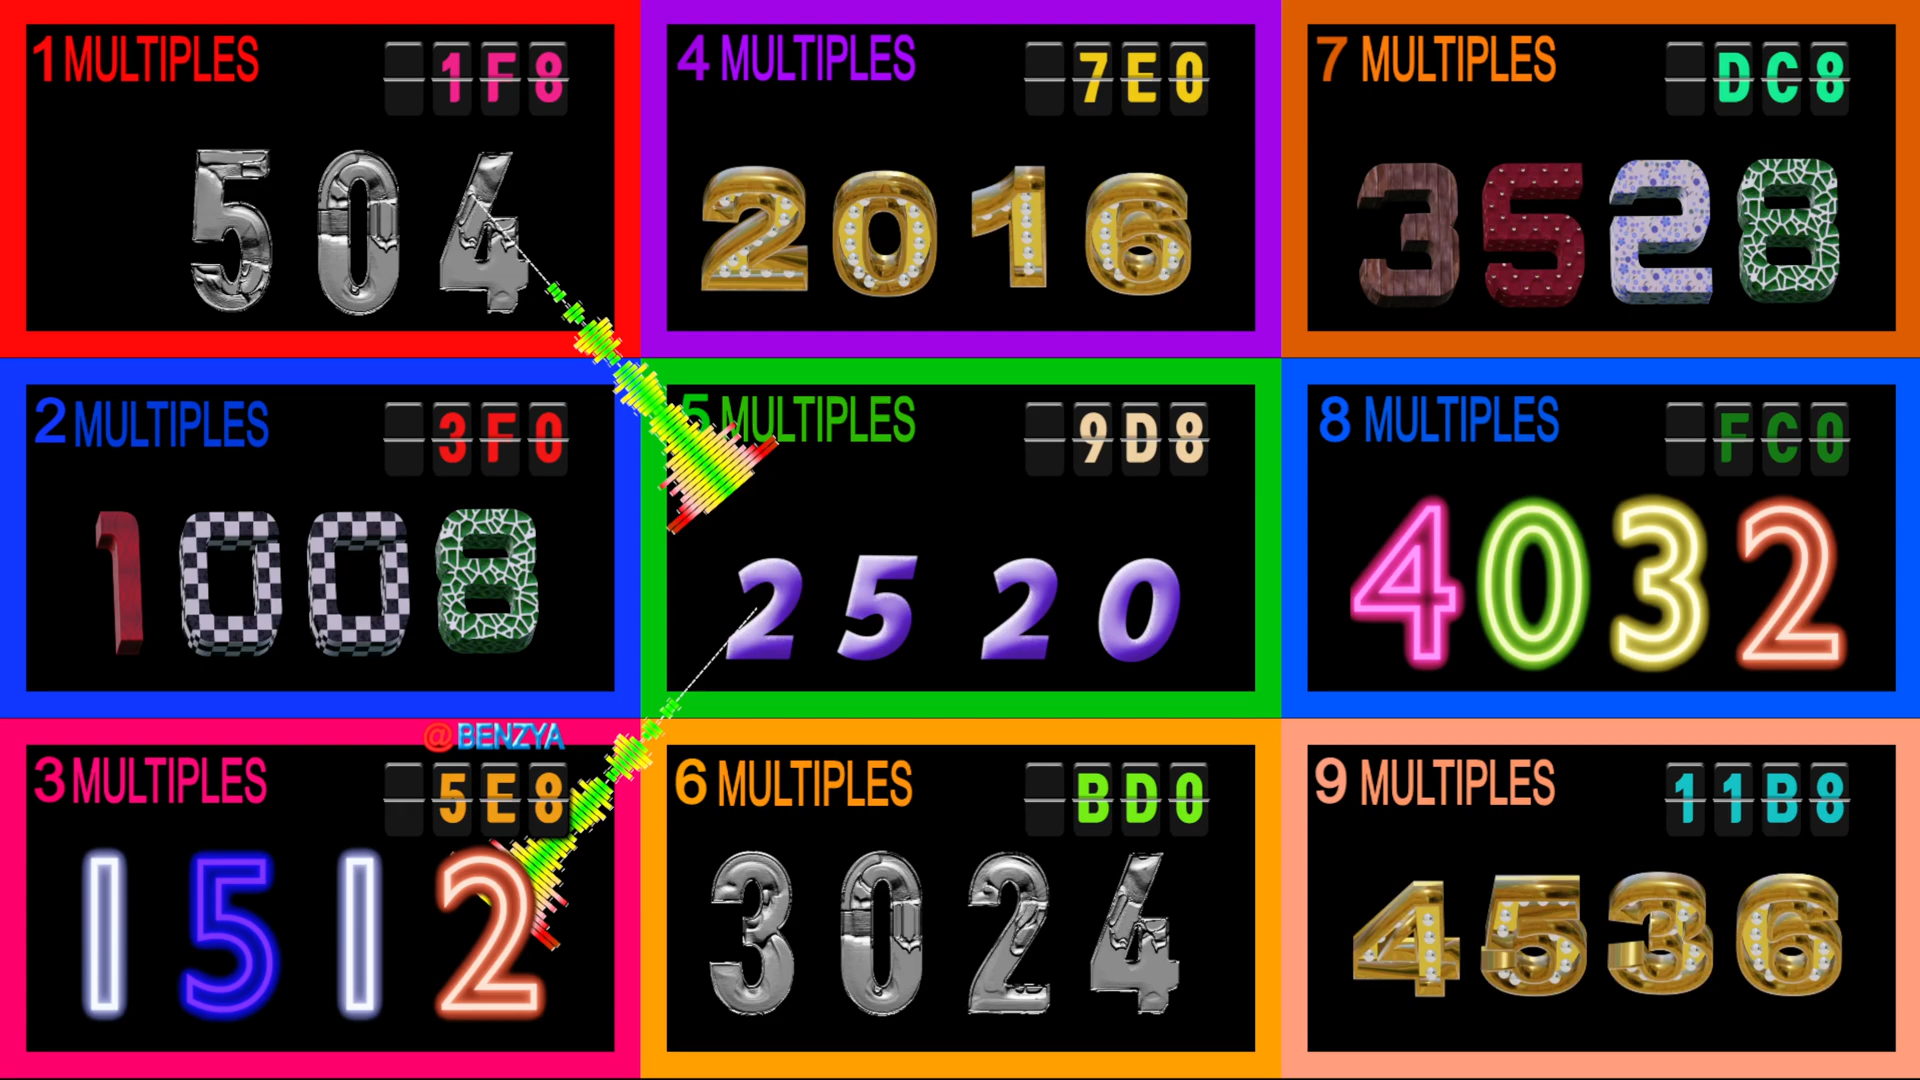 1 MULTIPLES
1F8
504
4 MULTIPLES
7E0
2016
7 MULTIPLES
DC8
3528
2 MULTIPLES
3F0
1008
5 MULTIPLES
9D8
2520
8 MULTIPLES
FC0
4032
@BENZYA
3 MULTIPLES
5E8
1512
6 MULTIPLES
BD0
3024
9 MULTIPLES
11B8
4536